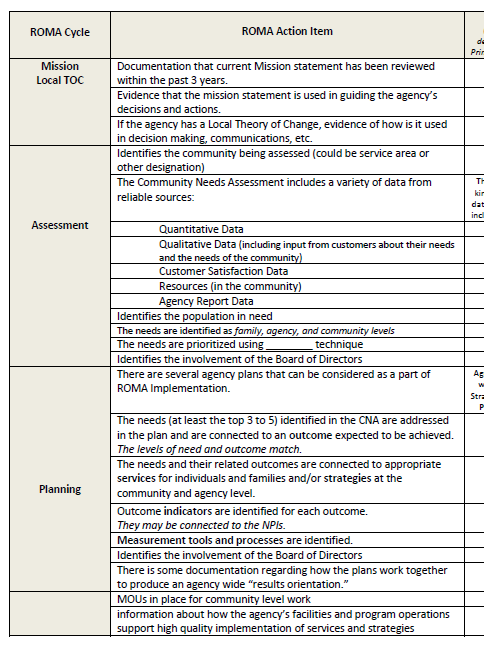 ROMA Cycle
ROMA Action Item
de
Prin
Mission
Local TOC
Documentation that current Mission statement has been reviewed
within the past 3 years.
Evidence that the mission statement is used in guiding the agency's
decisions and actions.
If the agency has a Local Theory of Change, evidence of how is it used
in decision making, communications, etc.
Assessment
Identifies the community being assessed (could be service area or
other designation)
The Community Needs Assessment includes a variety of data from
reliable sources:
Th
kin
dat
incl
Quantitative Data
Qualitative Data (including input from customers about their needs
and the needs of the community)
Customer Satisfaction Data
Resources (in the community)
Agency Report Data
Identifies the population in need
The needs are identified as family, agency, and community levels
The needs are prioritized using ________ technique
Identifies the involvement of the Board of Directors
Planning
There are several agency plans that can be considered as a part of
ROMA Implementation.
Ag
w
Stra
P
The needs (at least the top 3 to 5) identified in the CNA are addressed
in the plan and are connected to an outcome expected to be achieved.
The levels of need and outcome match.
The needs and their related outcomes are connected to appropriate
services for individuals and families and/or strategies at the
community and agency level.
Outcome indicators are identified for each outcome.
They may be connected to the NPIs.
Measurement tools and processes are identified.
Identifies the involvement of the Board of Directors
There is some documentation regarding how the plans work together
to produce an agency wide "results orientation."
MOUs in place for community level work
information about how the agency's facilities and program operations
support high quality implementation of services and strategies